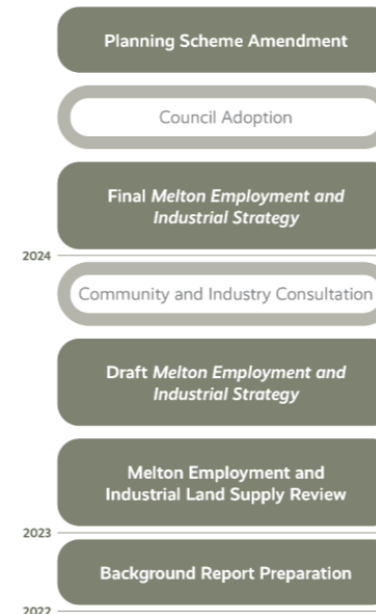 Planning Scheme Amendment
Council Adoption
Final Melton Employment and
Industrial Strategy
2024
Community and Industry Consultation
Draft Melton Employment and
Industrial Strategy
Melton Employment and
Industrial Land Supply Review
2023
Background Report Preparation
2022